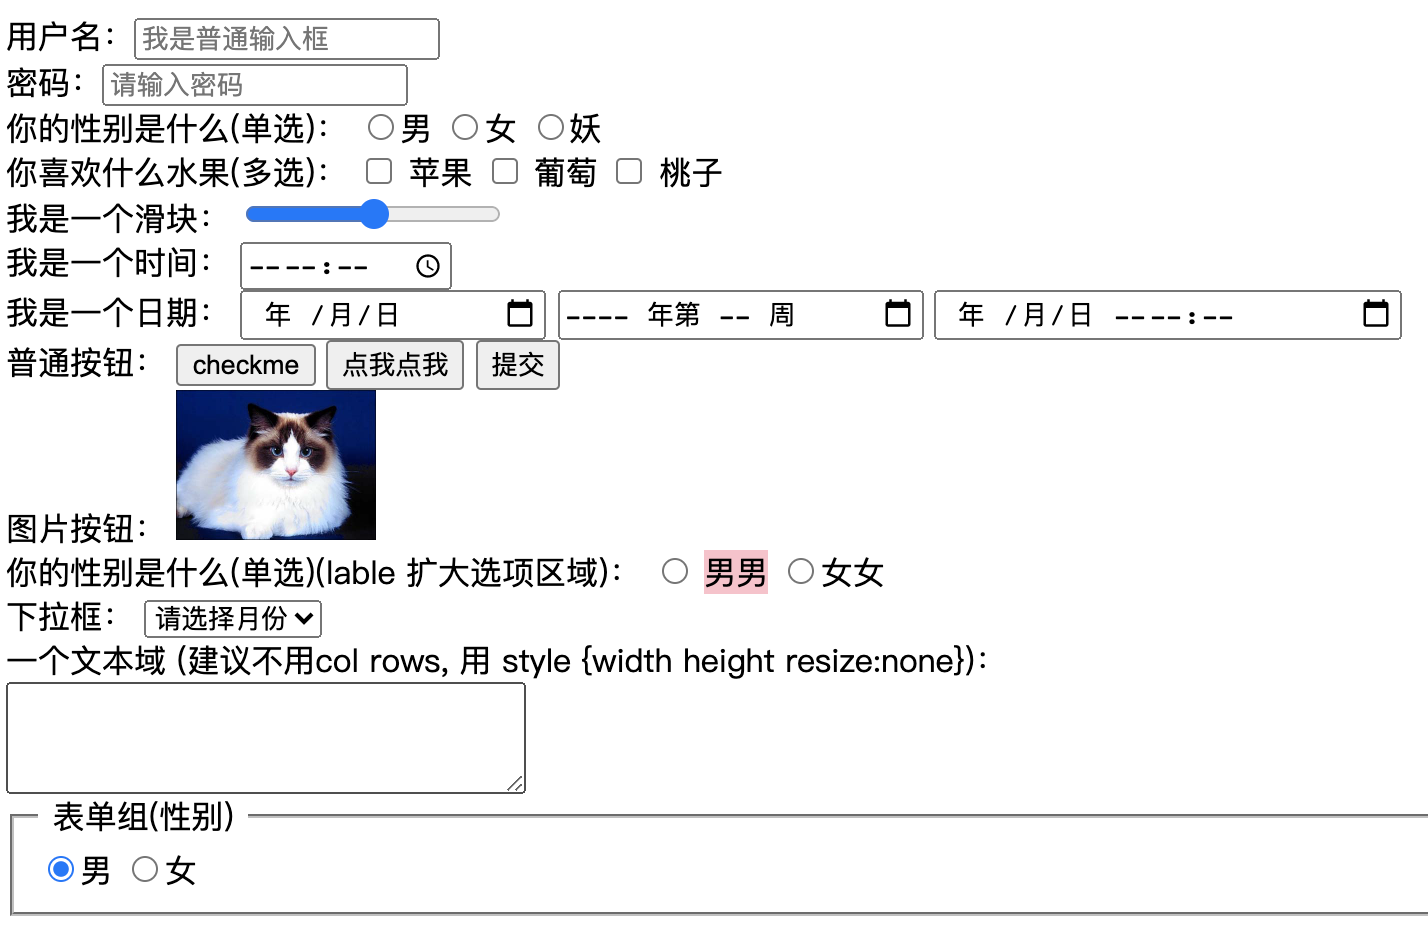 用户名： 我是普通输入框
密码： 请输入密码
你的性别是什么(单选)： 男 女 妖
你喜欢什么水果(多选)： 苹果 葡萄 桃子
我是一个滑块：
我是一个时间： -- --:--
我是一个日期： 年 /月/日 ---- 年第 -- 周 年 /月/日 -- --:--
普通按钮： checkme 点我点我 提交
图片按钮：
你的性别是什么(单选)(lable 扩大选项区域)： 男男 女女
下拉框： 请选择月份
一个文本域 (建议不用col rows, 用 style {width height resize:none})：
表单组(性别)
男 女